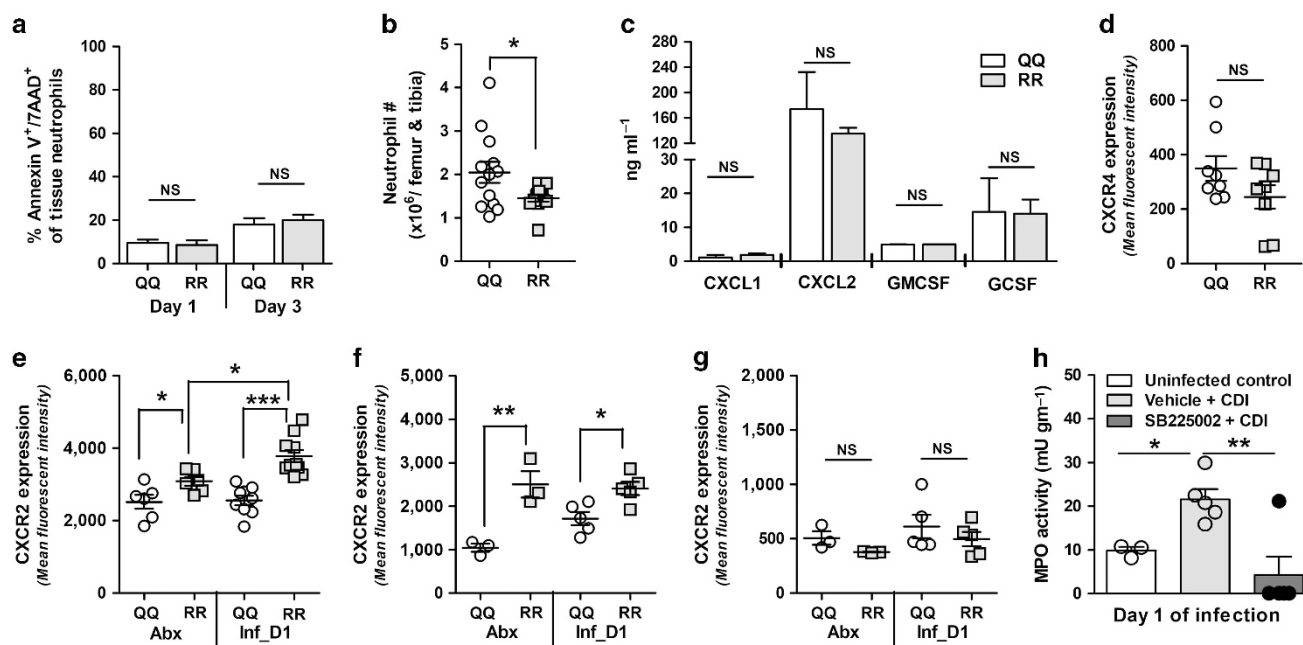 a
% Annexin V⁺/7AAD⁺
of tissue neutrophils
100
80
60
40
20
0
NS
NS
QQ RR QQ RR
Day 1 Day 3
b
Neutrophil #
(x10⁶/ femur & tibia)
5
4
3
2
1
0
*
QQ RR
c
ng ml⁻¹
280
240
200
160
120
30
20
10
0
NS
NS
NS
NS
QQ
RR
CXCL1 CXCL2 GMCSF GCSF
d
CXCR4 expression
(Mean fluorescent intensity)
800
600
400
200
0
NS
QQ RR
e
CXCR2 expression
(Mean fluorescent intensity)
6,000
4,000
2,000
0
*
*
***
QQ RR QQ RR
Abx Inf_D1
f
CXCR2 expression
(Mean fluorescent intensity)
5,000
4,000
3,000
2,000
1,000
0
**
*
QQ RR QQ RR
Abx Inf_D1
g
CXCR2 expression
(Mean fluorescent intensity)
2,000
1,500
1,000
500
0
NS
NS
QQ RR QQ RR
Abx Inf_D1
h
MPO activity (mU gm⁻¹)
50
40
30
20
10
0
Uninfected control
Vehicle + CDI
SB225002 + CDI
*
**
Day 1 of infection